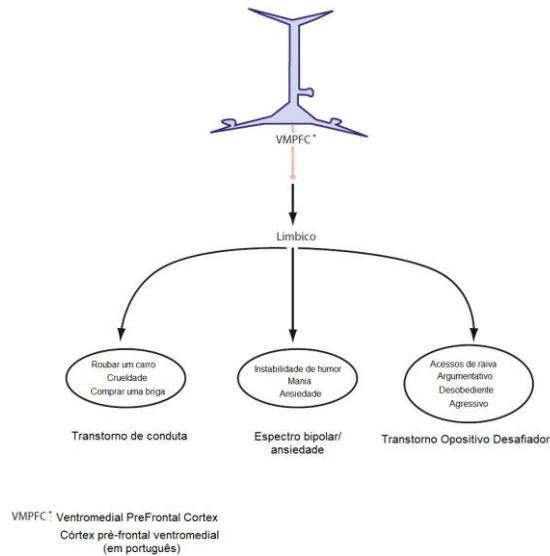 VMPFC*
Limbico
Roubar um carro
Crueldade
Comprar uma briga
Transtorno de conduta
Instabilidade de humor
Mania
Ansiedade
Espectro bipolar/
ansiedade
Acessos de raiva
Argumentativo
Desobediente
Agressivo
Transtorno Opositivo Desafiador
VMPFC*: Ventromedial PreFrontal Cortex
Córtex pré-frontal ventromedial
(em português)